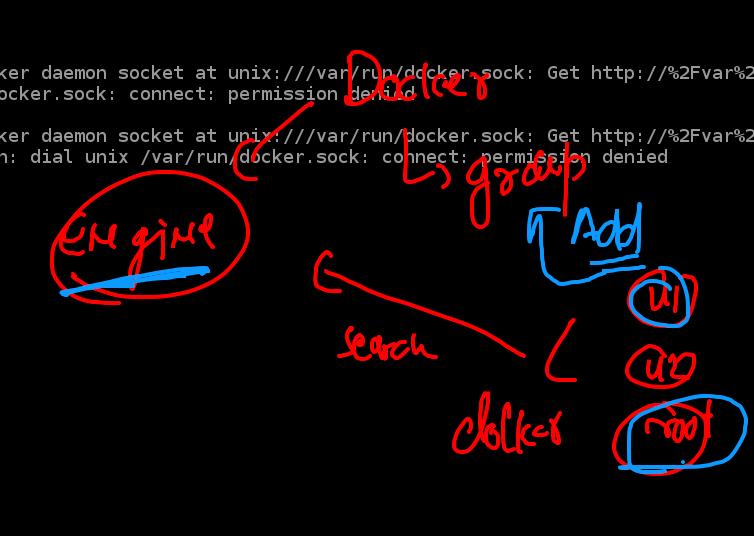 ker daemon socket at unix:///var/run/docker.sock: Get http://%2Fvar%2
ocker.sock: connect: permission denied
ker daemon socket at unix:///var/run/docker.sock: Get http://%2Fvar%2
n: dial unix /var/run/docker.sock: connect: permission denied
Docker
group
engine
Add
u1
search
u2
docker
root